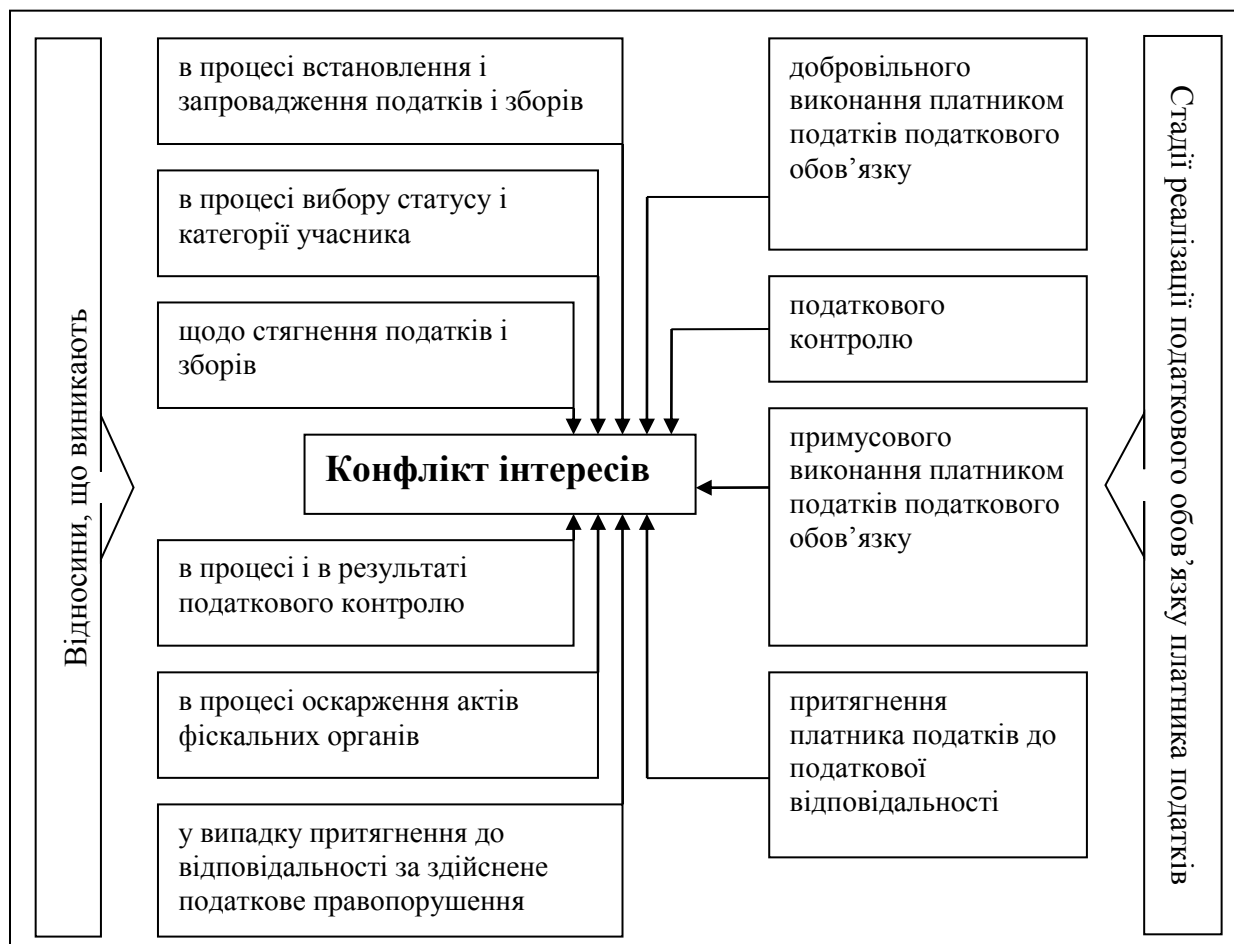 Відносини, що виникають
в процесі встановлення і
запровадження податків і зборів
в процесі вибору статусу і
категорії учасника
щодо стягнення податків і
зборів
Конфлікт інтересів
в процесі і в результаті
податкового контролю
в процесі оскарження актів
фіскальних органів
у випадку притягнення до
відповідальності за здійснене
податкове правопорушення
добровільного
виконання платником
податків податкового
обов’язку
податкового
контролю
примусового
виконання платником
податків податкового
обов’язку
притягнення
платника податків до
податкової
відповідальності
Стадії реалізації податкового обов’язку платника податків